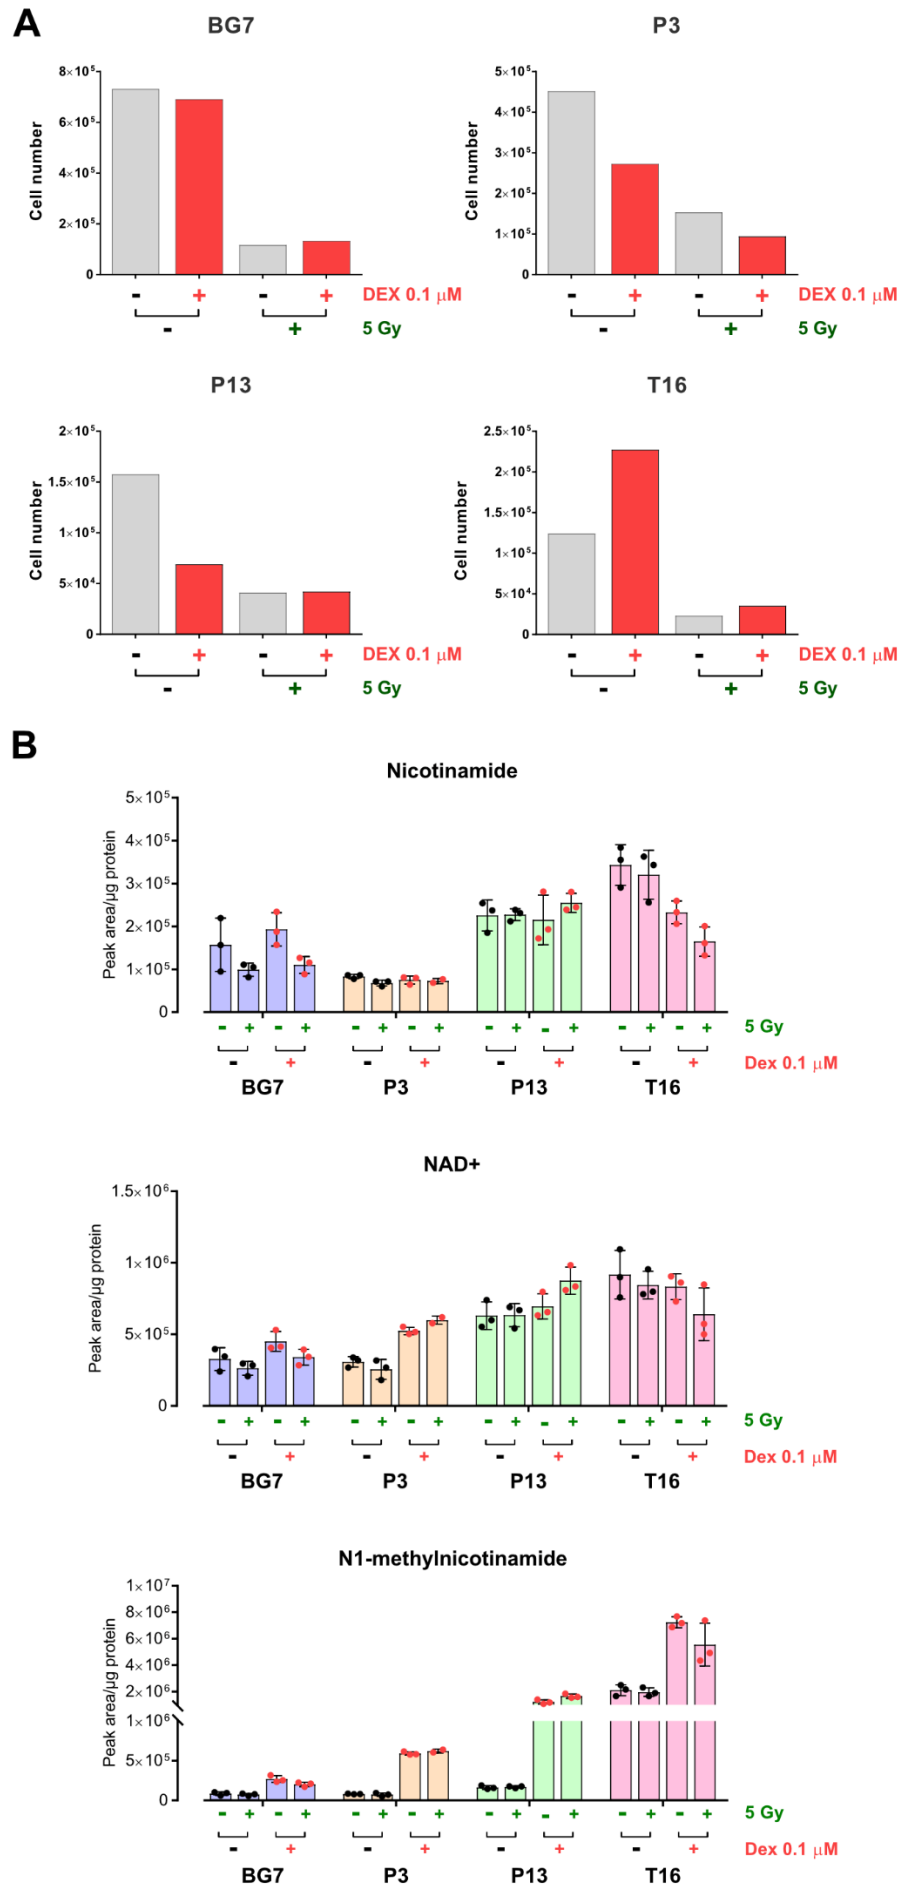 A
BG7
P3
8×10⁵
6×10⁵
4×10⁵
2×10⁵
0
Cell number
- + - + DEX 0.1 μM
- + 5 Gy
5×10⁵
4×10⁵
3×10⁵
2×10⁵
1×10⁵
0
Cell number
- + - + DEX 0.1 μM
- + 5 Gy
P13
T16
2×10⁵
1.5×10⁵
1×10⁵
5×10⁴
0
Cell number
- + - + DEX 0.1 μM
- + 5 Gy
2.5×10⁵
2×10⁵
1.5×10⁵
1×10⁵
5×10⁴
0
Cell number
- + - + DEX 0.1 μM
- + 5 Gy
B
Nicotinamide
5×10⁵
4×10⁵
3×10⁵
2×10⁵
1×10⁵
0
Peak area/μg protein
- + - + - + - + - + - + - + - + 5 Gy
- + - + - + - + Dex 0.1 μM
BG7 P3 P13 T16
NAD+
1.5×10⁶
1×10⁶
5×10⁵
0
Peak area/μg protein
- + - + - + - + - + - + - + - + 5 Gy
- + - + - + - + Dex 0.1 μM
BG7 P3 P13 T16
N1-methylnicotinamide
1×10⁷
8×10⁶
6×10⁶
4×10⁶
2×10⁶
1×10⁶
5×10⁵
0
Peak area/μg protein
- + - + - + - + - + - + - + - + 5 Gy
- + - + - + - + Dex 0.1 μM
BG7 P3 P13 T16